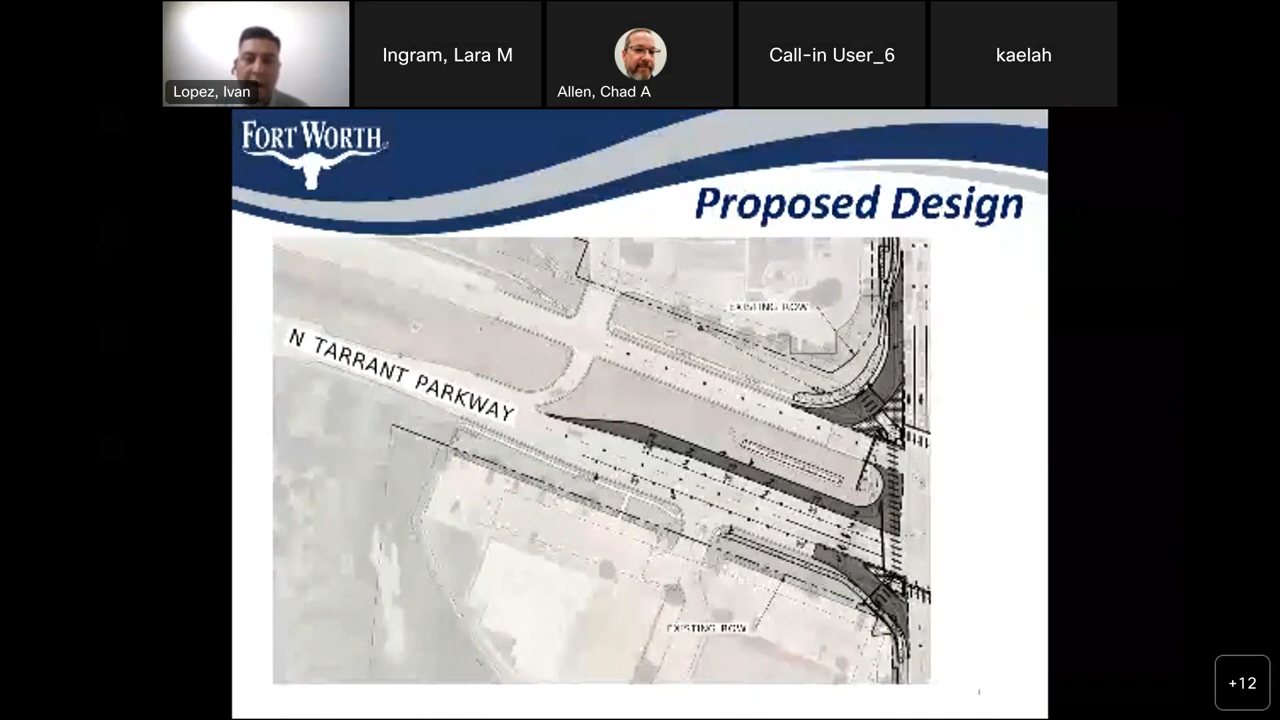 Lopez, Ivan
Ingram, Lara M
Allen, Chad A
Call-in User_6
kaelah
FORT WORTH
Proposed Design
EXISTING ROW
N TARRANT PARKWAY
EXISTING ROW
+12